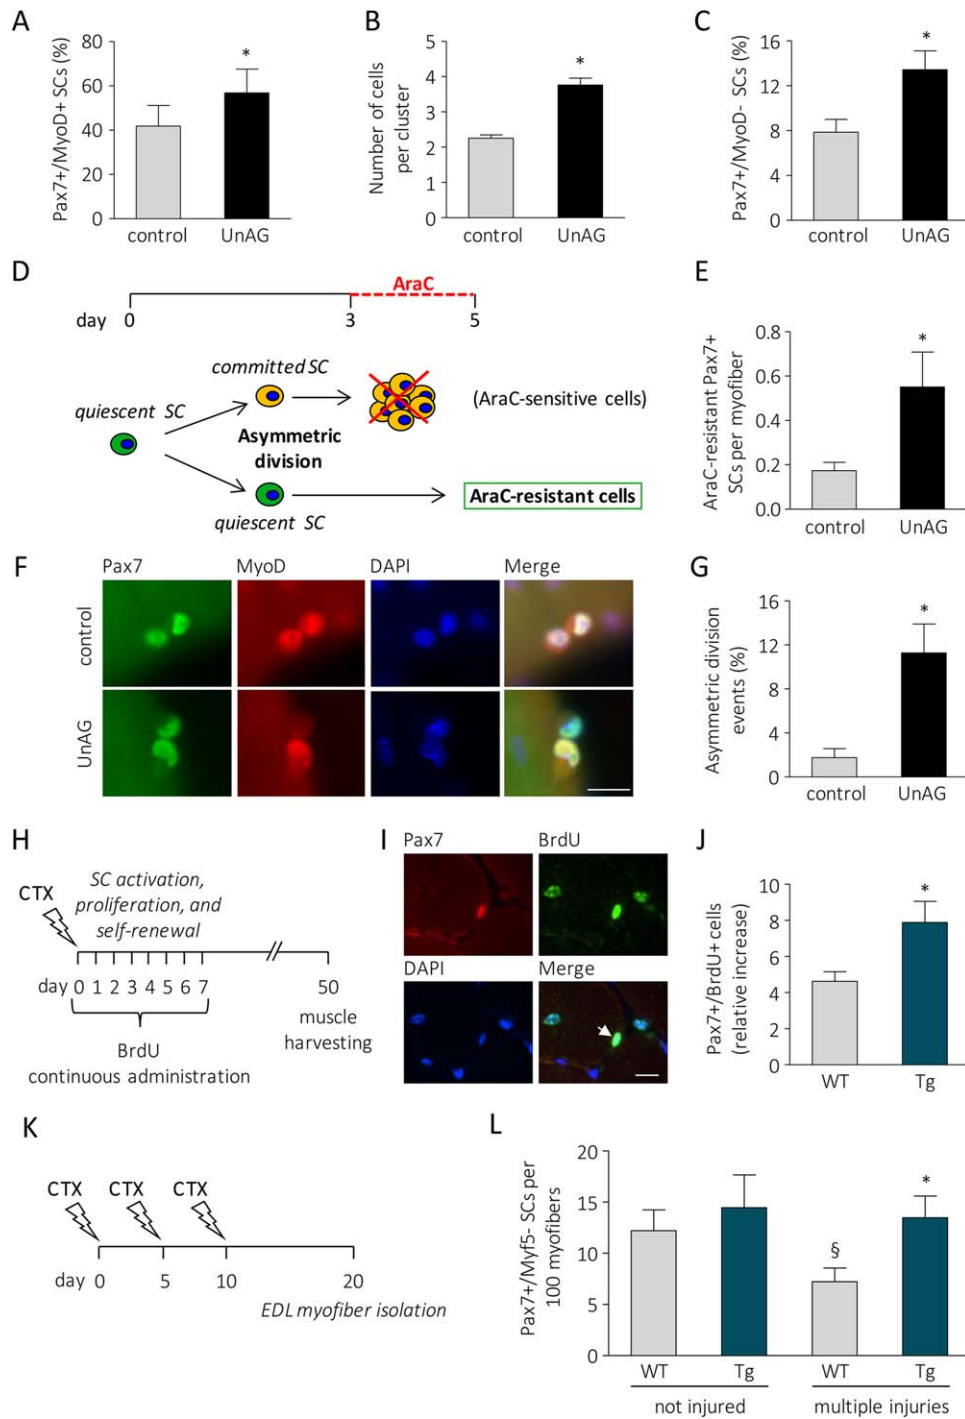 A
Pax7+/MyoD+ SCs (%)
80
60
40
20
0
*
control
UnAG
B
Number of cells
per cluster
5
4
3
2
1
0
*
control
UnAG
C
Pax7+/MyoD- SCs (%)
16
12
8
4
0
*
control
UnAG
D
AraC
day
0
3
5
committed SC
quiescent SC
(AraC-sensitive cells)
Asymmetric
division
AraC-resistant cells
quiescent SC
E
AraC-resistant Pax7+
SCs per myofiber
0.8
0.6
0.4
0.2
0.0
*
control
UnAG
F
Pax7
MyoD
DAPI
Merge
control
UnAG
G
Asymmetric division
events (%)
16
12
8
4
0
*
control
UnAG
H
CTX
SC activation,
proliferation, and
self-renewal
day 0 1 2 3 4 5 6 7
50
muscle
harvesting
BrdU
continuous administration
I
Pax7
BrdU
DAPI
Merge
J
Pax7+/BrdU+ cells
(relative increase)
10
8
6
4
2
0
*
WT
Tg
K
CTX
CTX
CTX
day
0
5
10
20
EDL myofiber isolation
L
Pax7+/Myf5- SCs per
100 myofibers
20
15
10
5
0
§
*
WT
Tg
WT
Tg
not injured
multiple injuries